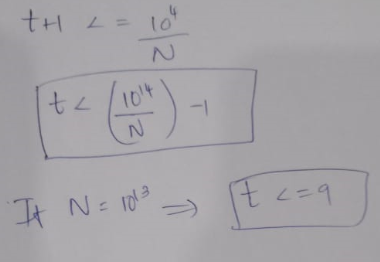 t+1 <= 10^4/N
t < (10^14/N) - 1
If N = 10^13 ⇒ t <= 9